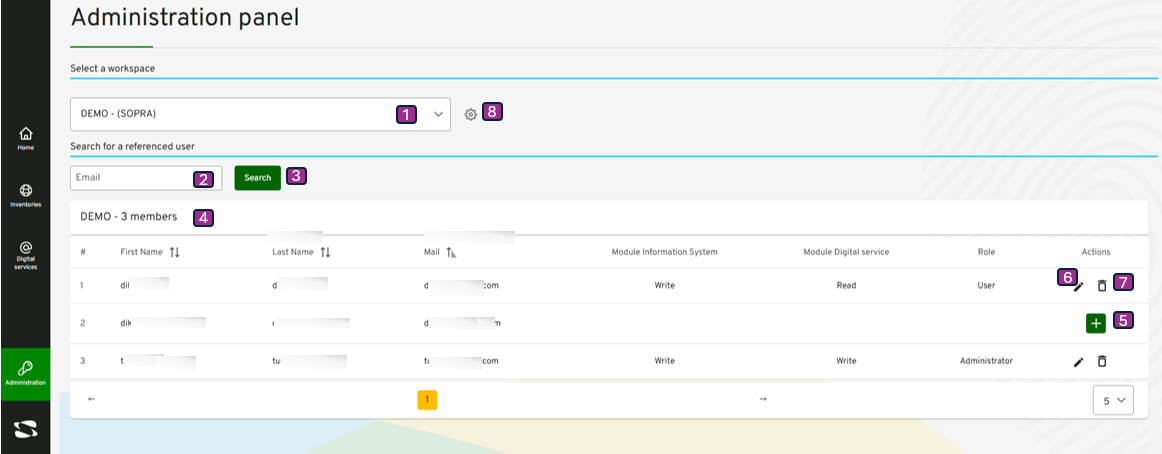 Administration panel
Select a workspace
DEMO - (SOPRA) 1 8
Search for a referenced user
Email 2 Search 3
DEMO - 3 members 4
# First Name Last Name Mail Module Information System Module Digital service Role Actions
1 dil d d com Write Read User 6 7
2 dik d 5
3 t tu com Write Write Administrator
1 5
Home
Inventories
Digital
services
Administration